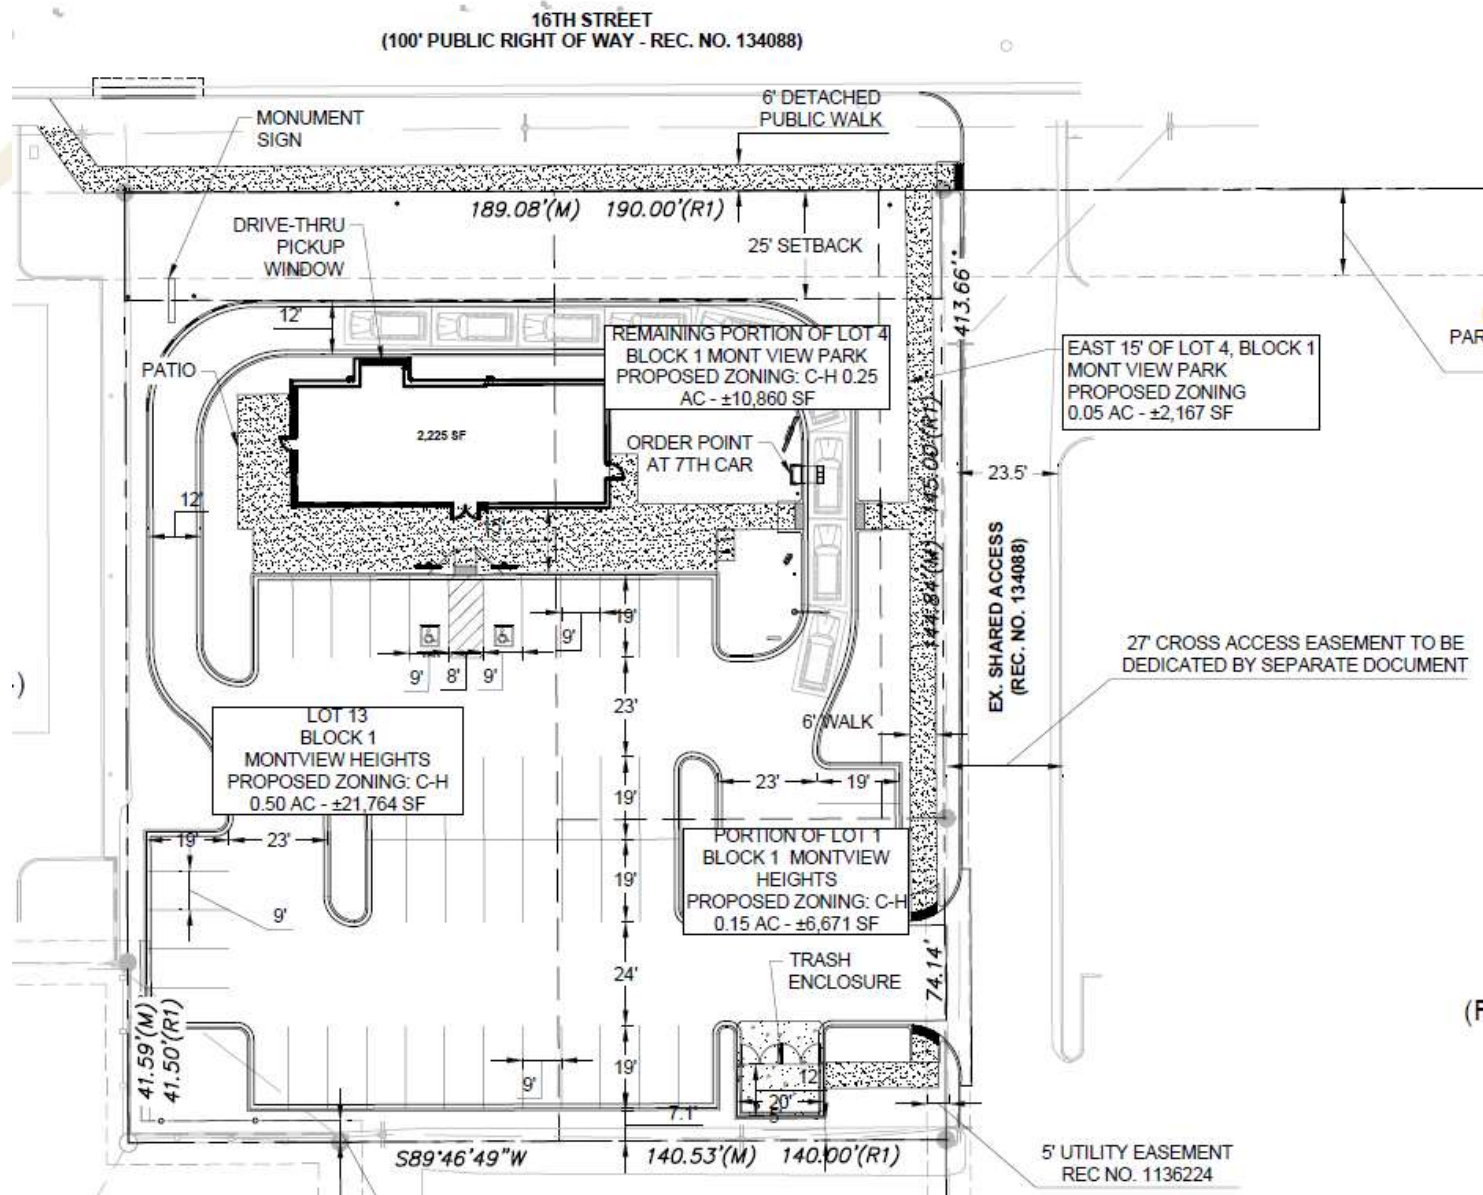 16TH STREET
(100' PUBLIC RIGHT OF WAY - REC. NO. 134088)
6' DETACHED
PUBLIC WALK
MONUMENT
SIGN
189.08'(M) 190.00'(R1)
DRIVE-THRU
PICKUP
WINDOW
25' SETBACK
413.66'
12'
REMAINING PORTION OF LOT 4
BLOCK 1 MONT VIEW PARK
PROPOSED ZONING: C-H 0.25
AC - ±10,860 SF
EAST 15' OF LOT 4, BLOCK 1
MONT VIEW PARK
PROPOSED ZONING
0.05 AC - ±2,167 SF
PAR
PATIO
2,225 SF
ORDER POINT
AT 7TH CAR
145.00'(R1)
144.84'(M)
23.5'
12'
15'
EX. SHARED ACCESS
(REC. NO. 134088)
19'
9'
9'
8'
9'
27' CROSS ACCESS EASEMENT TO BE
DEDICATED BY SEPARATE DOCUMENT
23'
6' WALK
LOT 13
BLOCK 1
MONTVIEW HEIGHTS
PROPOSED ZONING: C-H
0.50 AC - ±21,764 SF
23'
19'
19'
19'
23'
PORTION OF LOT 1
BLOCK 1 MONTVIEW
HEIGHTS
PROPOSED ZONING: C-H
0.15 AC - ±6,671 SF
19'
9'
TRASH
ENCLOSURE
74.14'
24'
41.59'(M)
41.50'(R1)
19'
9'
12'
20'
5'
7.1'
S89°46'49"W
140.53'(M) 140.00'(R1)
5' UTILITY EASEMENT
REC NO. 1136224